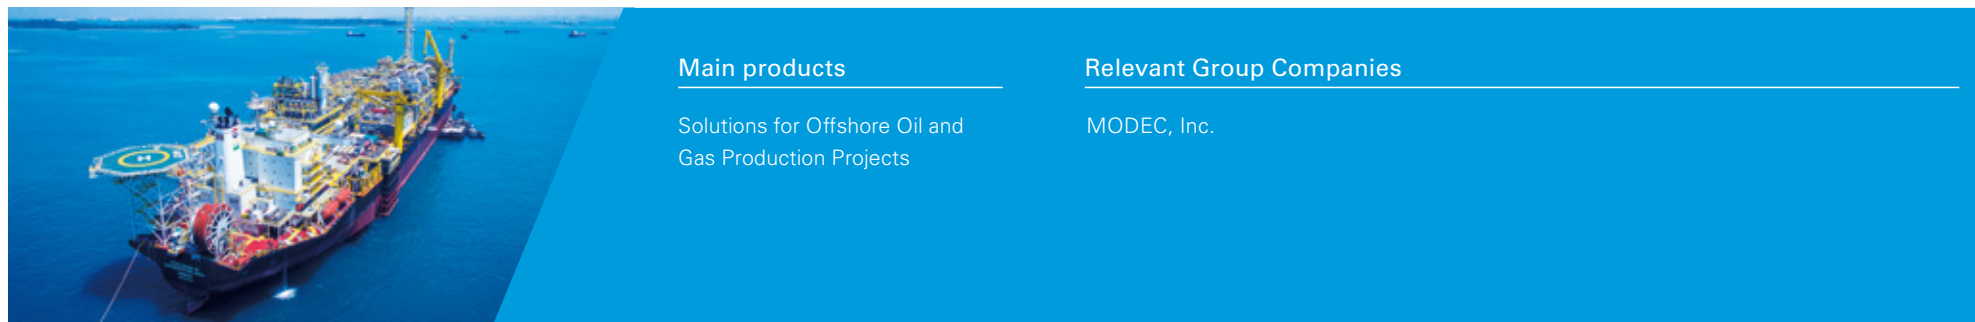 Main products
Solutions for Offshore Oil and
Gas Production Projects
Relevant Group Companies
MODEC, Inc.